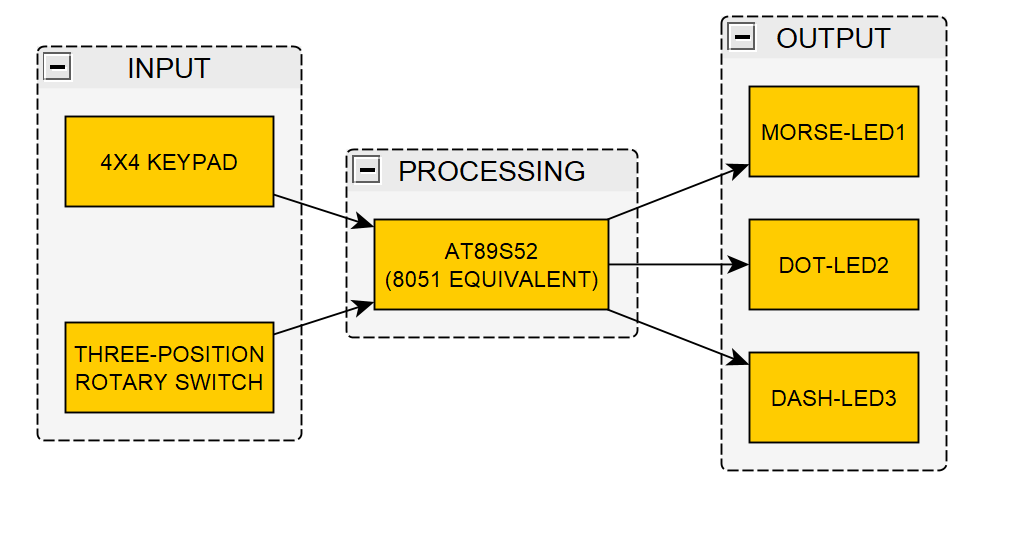 INPUT
4X4 KEYPAD
THREE-POSITION
ROTARY SWITCH
PROCESSING
AT89S52
(8051 EQUIVALENT)
OUTPUT
MORSE-LED1
DOT-LED2
DASH-LED3